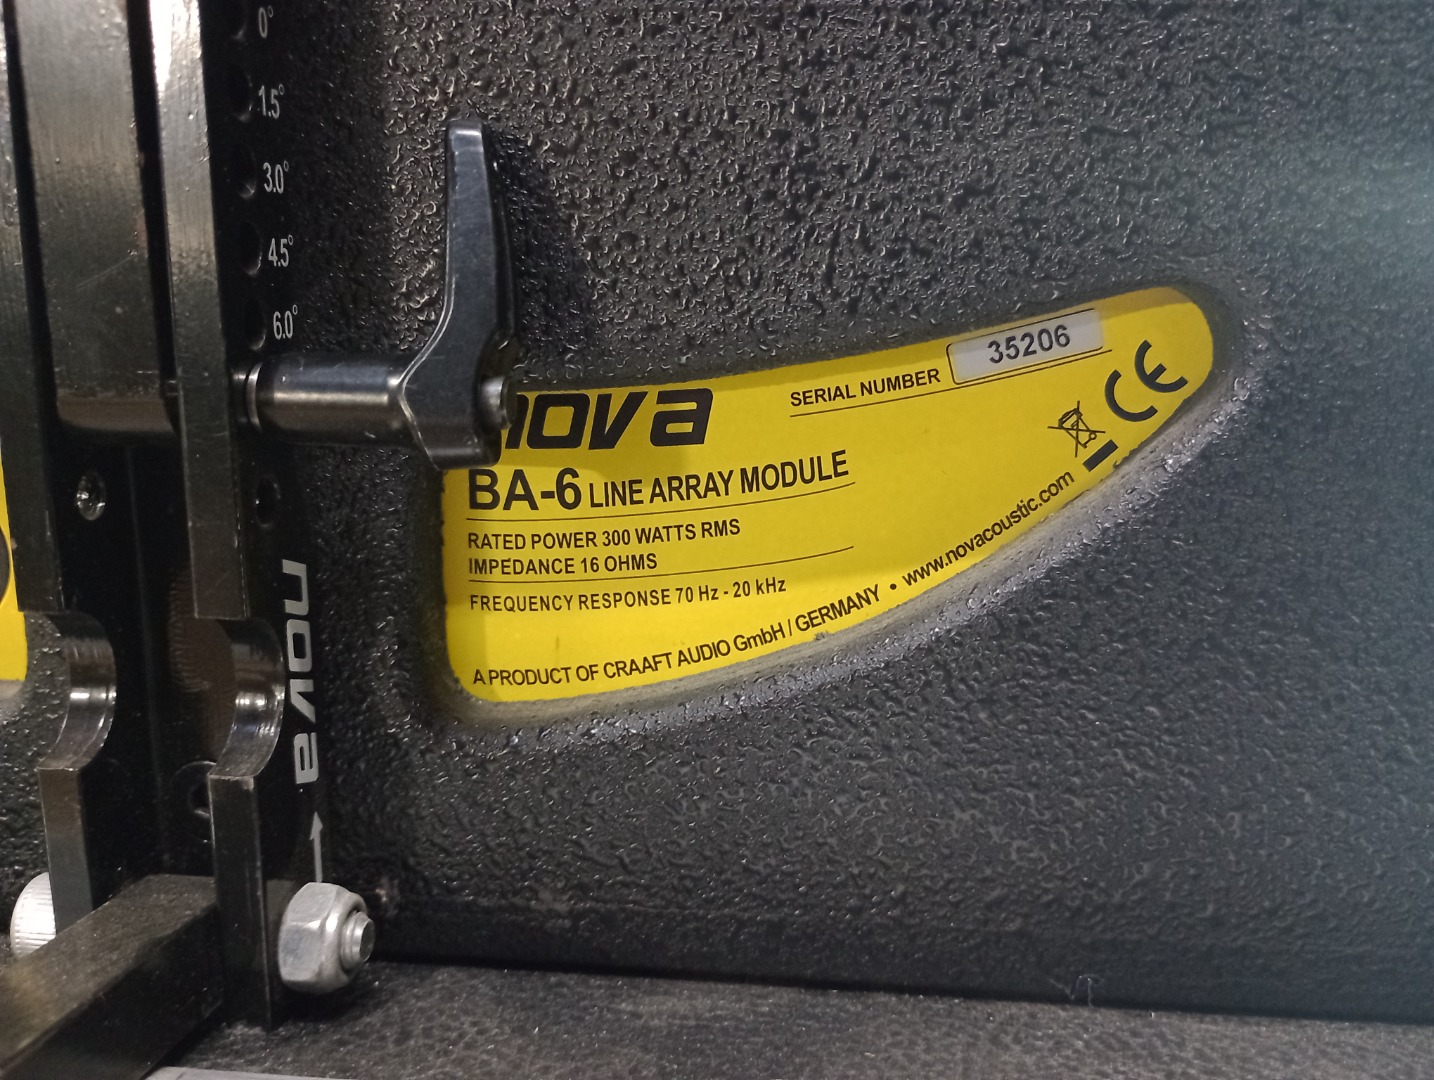 0°
1.5°
3.0°
4.5°
6.0°
nova
nova
SERIAL NUMBER 35206
BA-6 LINE ARRAY MODULE
RATED POWER 300 WATTS RMS
IMPEDANCE 16 OHMS
FREQUENCY RESPONSE 70 Hz - 20 kHz
A PRODUCT OF CRAAFT AUDIO GmbH / GERMANY • www.novacoustic.com
CE